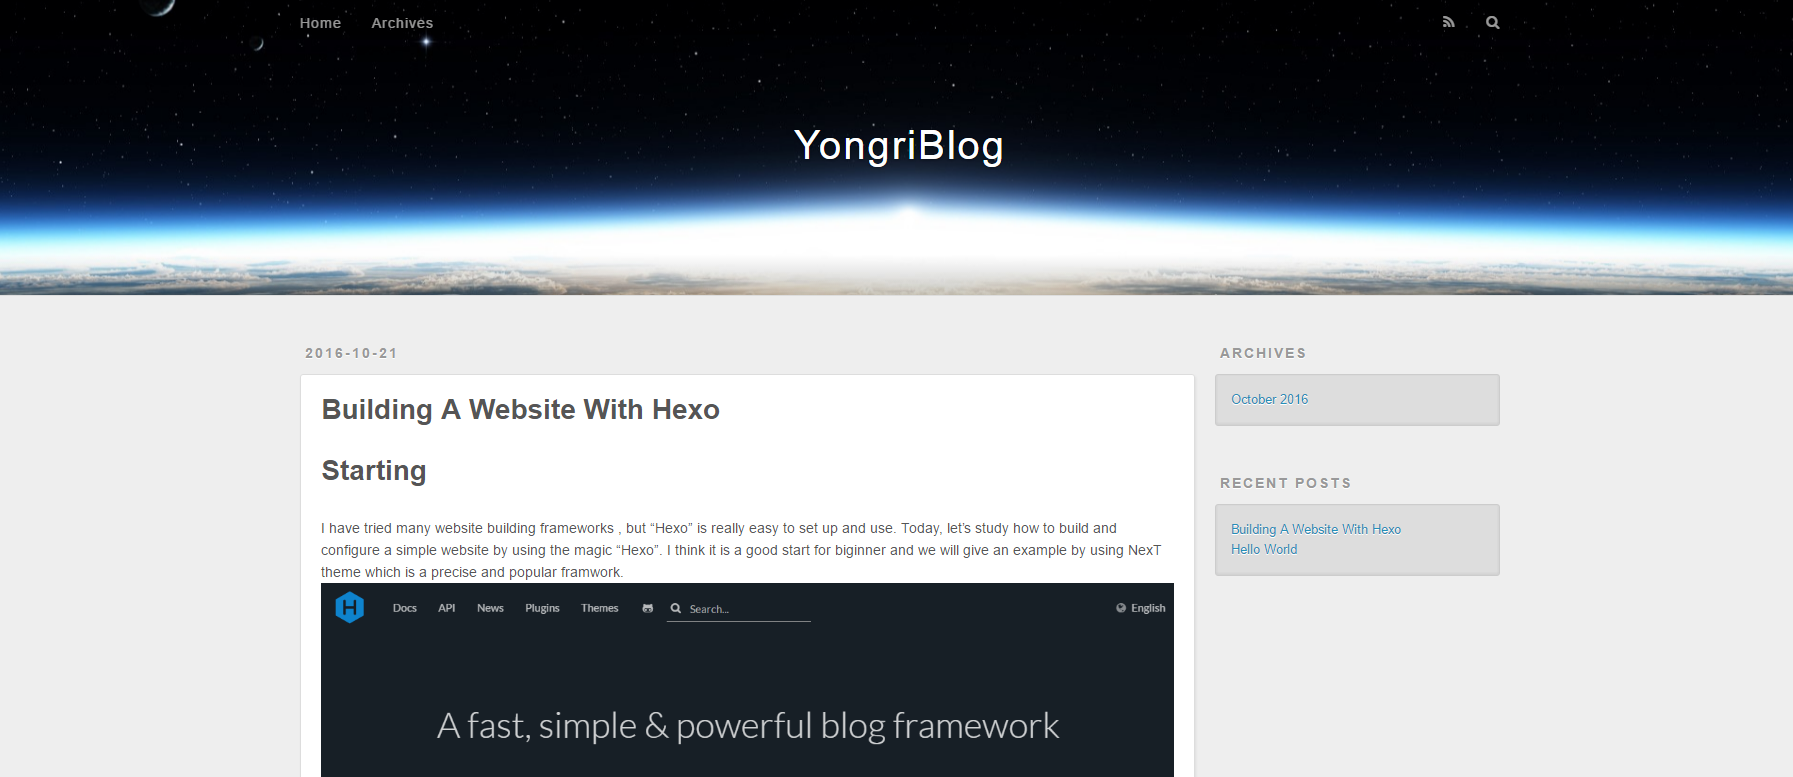 Home Archives
YongriBlog
2016-10-21
Building A Website With Hexo
Starting
I have tried many website building frameworks , but “Hexo” is really easy to set up and use. Today, let’s study how to build and
configure a simple website by using the magic “Hexo”. I think it is a good start for biginner and we will give an example by using NexT
theme which is a precise and popular framwork.
H Docs API News Plugins Themes Search... English
A fast, simple & powerful blog framework
ARCHIVES
October 2016
RECENT POSTS
Building A Website With Hexo
Hello World